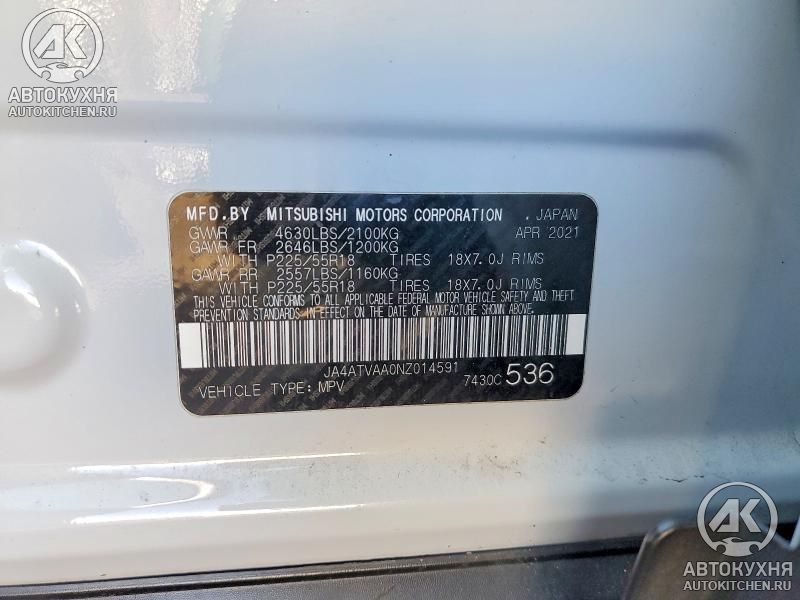 АК
АВТОКУХНЯ
AUTOKITCHEN.RU
MFD.BY MITSUBISHI MOTORS CORPORATION . JAPAN
GWVR 4630LBS/2100KG APR 2021
GAWR FR 2646LBS/1200KG
WITH P225/55R18 TIRES 18X7.0J RIMS
GAWR RR 2557LBS/1160KG
WITH P225/55R18 TIRES 18X7.0J RIMS
THIS VEHICLE CONFORMS TO ALL APPLICABLE FEDERAL MOTOR VEHICLE SAFETY AND THEFT
PREVENTION STANDARDS IN EFFECT ON THE DATE OF MANUFACTURE SHOWN ABOVE.
JA4ATVAA0NZ014591
VEHICLE TYPE: MPV 7430C 536
АК
АВТОКУХНЯ
AUTOKITCHEN.RU